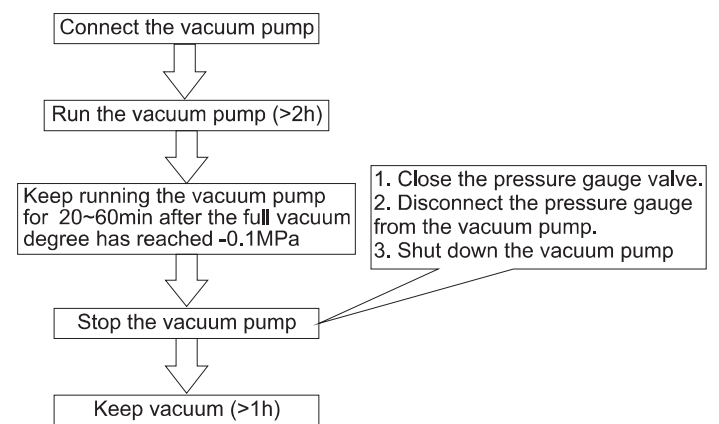 Connect the vacuum pump
Run the vacuum pump (>2h)
Keep running the vacuum pump
for 20~60min after the full vacuum
degree has reached -0.1MPa
1. Close the pressure gauge valve.
2. Disconnect the pressure gauge
from the vacuum pump.
3. Shut down the vacuum pump
Stop the vacuum pump
Keep vacuum (>1h)